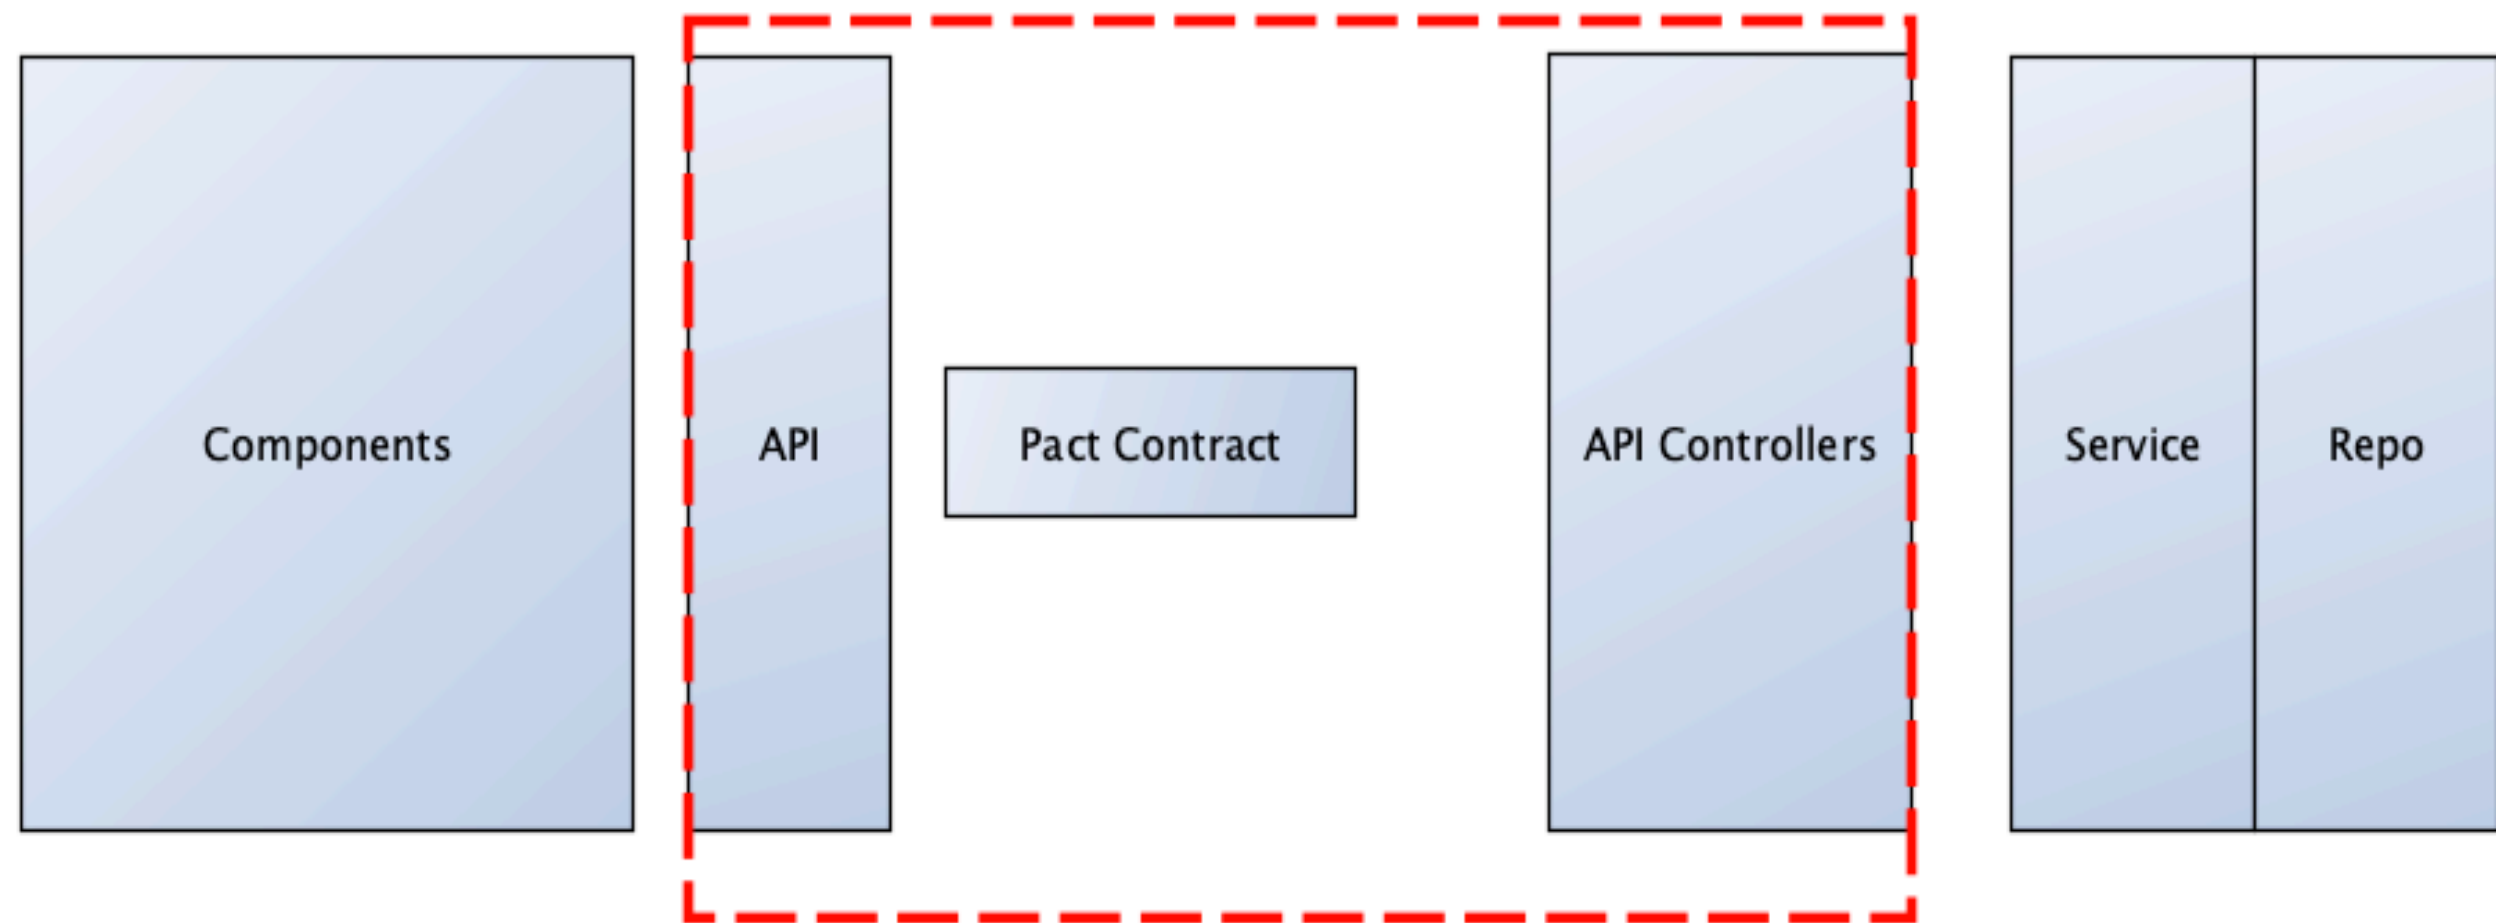 Components
API
Pact Contract
API Controllers
Service
Repo